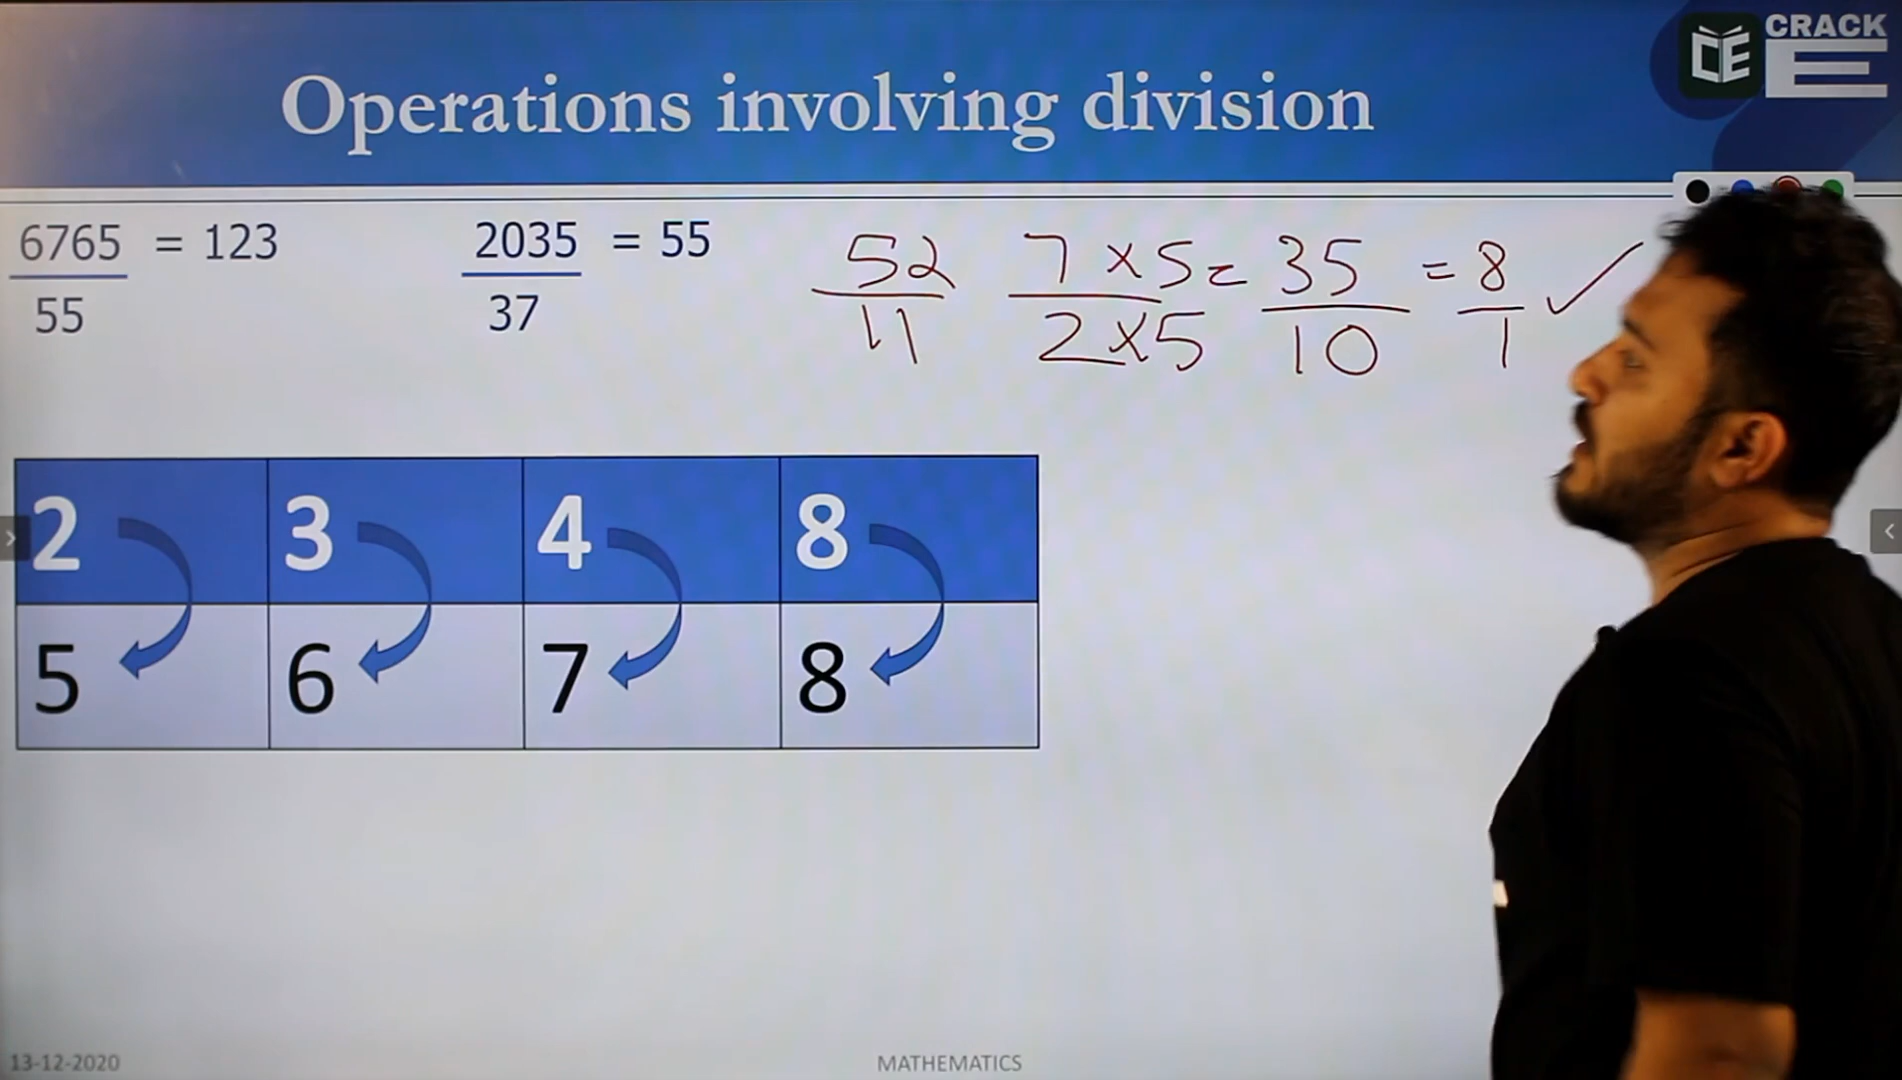 CRACK
CE E
Operations involving division
6765 = 123
55
2035 = 55
37
52
11
7 × 5 = 35 = 8 ✓
2×5 10 1
2 3 4 8
5 6 7 8
13-12-2020
MATHEMATICS